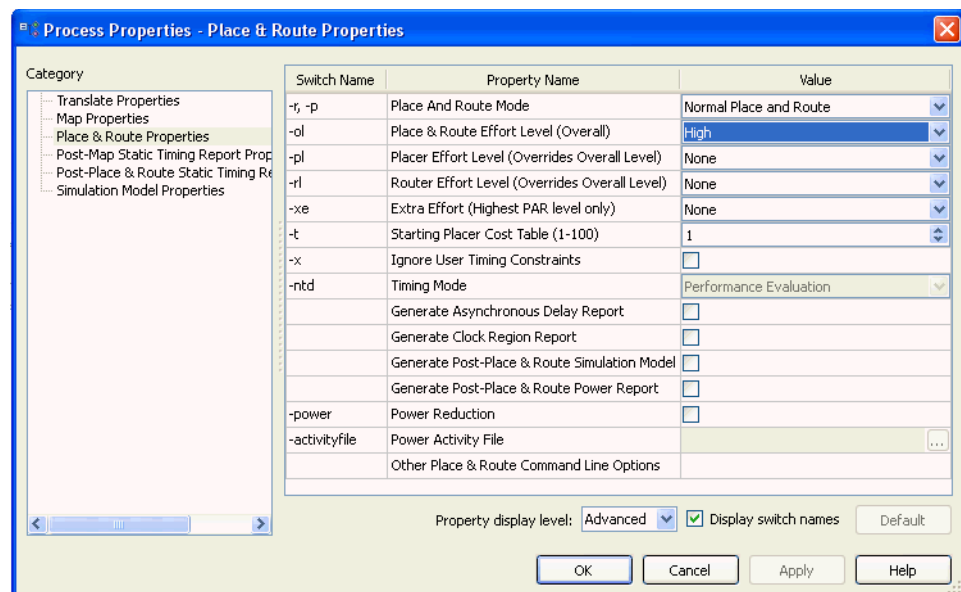 Process Properties - Place & Route Properties
Category
Translate Properties
Map Properties
Place & Route Properties
Post-Map Static Timing Report Prop
Post-Place & Route Static Timing Re
Simulation Model Properties
Switch Name Property Name Value
-r, -p Place And Route Mode Normal Place and Route
-ol Place & Route Effort Level (Overall) High
-pl Placer Effort Level (Overrides Overall Level) None
-rl Router Effort Level (Overrides Overall Level) None
-xe Extra Effort (Highest PAR level only) None
-t Starting Placer Cost Table (1-100) 1
-x Ignore User Timing Constraints
-ntd Timing Mode Performance Evaluation
Generate Asynchronous Delay Report
Generate Clock Region Report
Generate Post-Place & Route Simulation Model
Generate Post-Place & Route Power Report
-power Power Reduction
-activityfile Power Activity File ...
Other Place & Route Command Line Options
Property display level: Advanced Display switch names Default
OK Cancel Apply Help